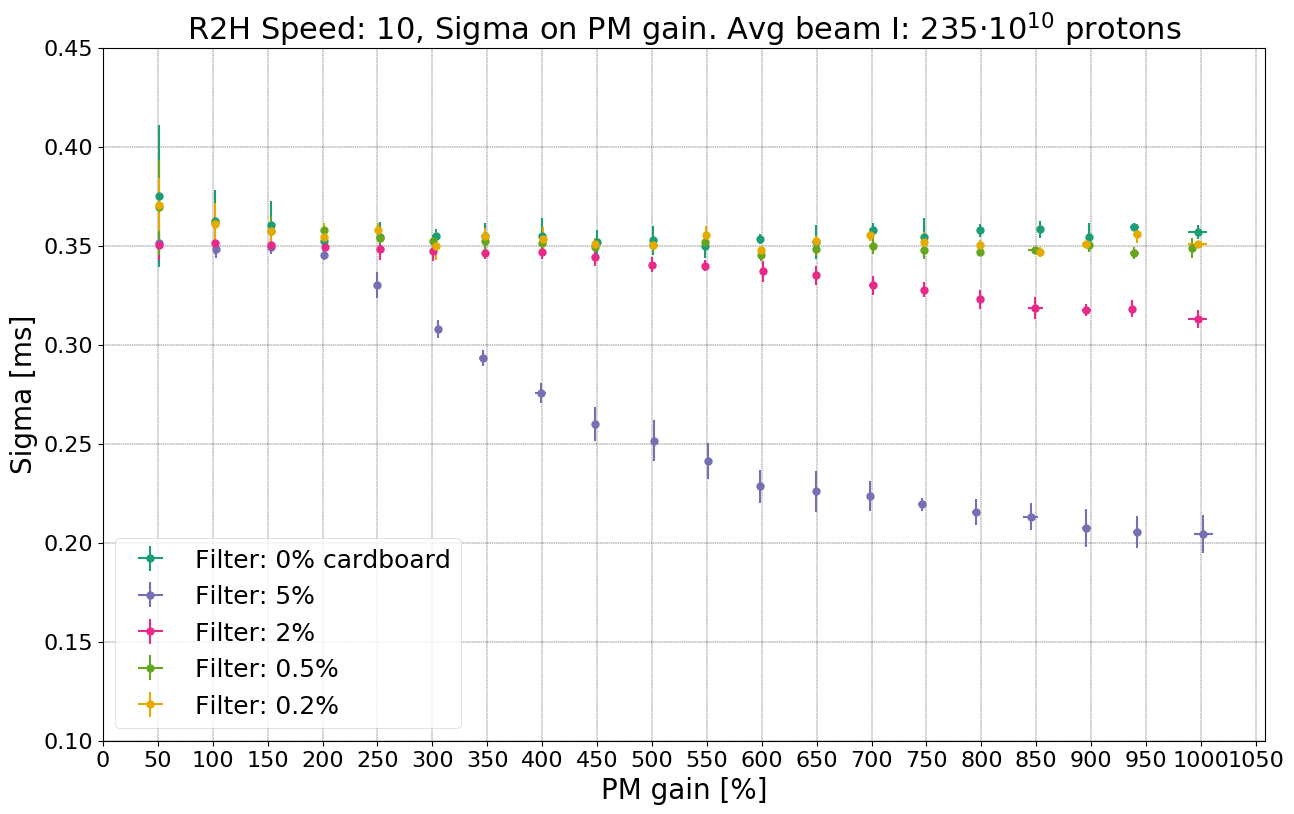 R2H Speed: 10, Sigma on PM gain. Avg beam I: 235·10¹⁰ protons
0.45
0.40
0.35
0.30
0.25
0.20
0.15
0.10
Sigma [ms]
Filter: 0% cardboard
Filter: 5%
Filter: 2%
Filter: 0.5%
Filter: 0.2%
0 50 100 150 200 250 300 350 400 450 500 550 600 650 700 750 800 850 900 950 1000 1050
PM gain [%]